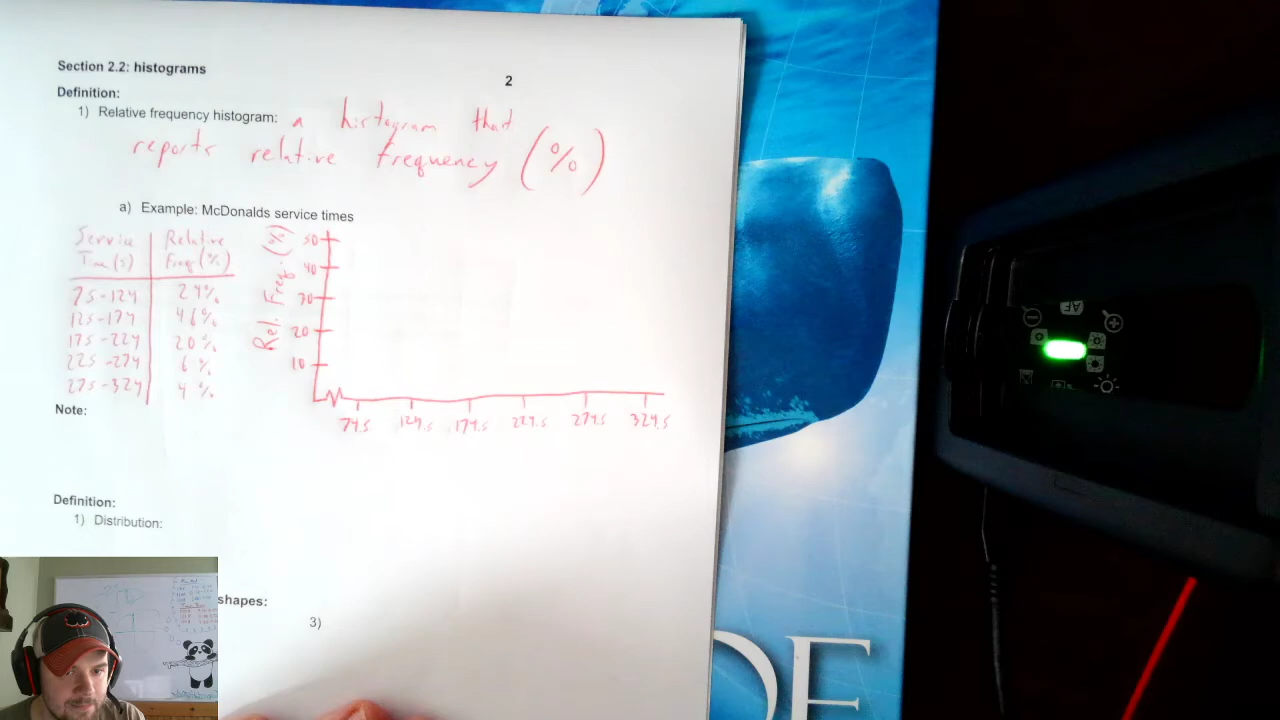 Section 2.2: histograms
2
Definition:
1) Relative frequency histogram: a histogram that
reports relative frequency (%)
a) Example: McDonalds service times
Service Time (s) Relative Freq (%)
75-124 24%
125-174 46%
175-224 20%
225-274 6%
275-324 4%
Rel. Freq. (%)
50
40
30
20
10
74.5 124.5 174.5 224.5 274.5 324.5
Note:
Definition:
1) Distribution:
shapes:
3)
AF
DE